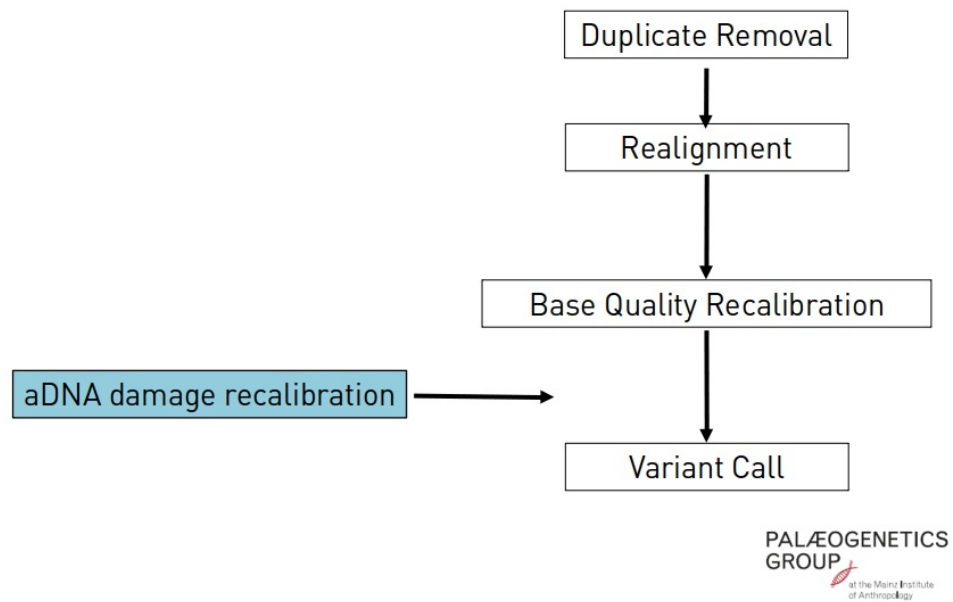 Duplicate Removal
Realignment
Base Quality Recalibration
aDNA damage recalibration
Variant Call
PALÆOGENETICS
GROUP
at the Mainz Institute
of Anthropology